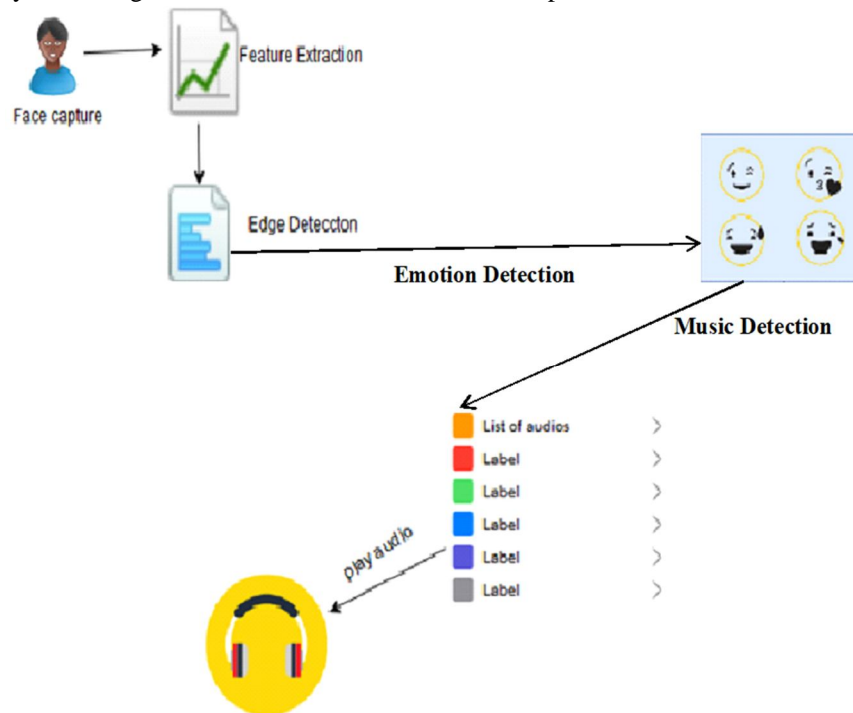 Feature Extraction
Face capture
Edge Deteccton
Emotion Detection
Music Detection
List of audios
Label
Label
Label
play audio
Label
Label